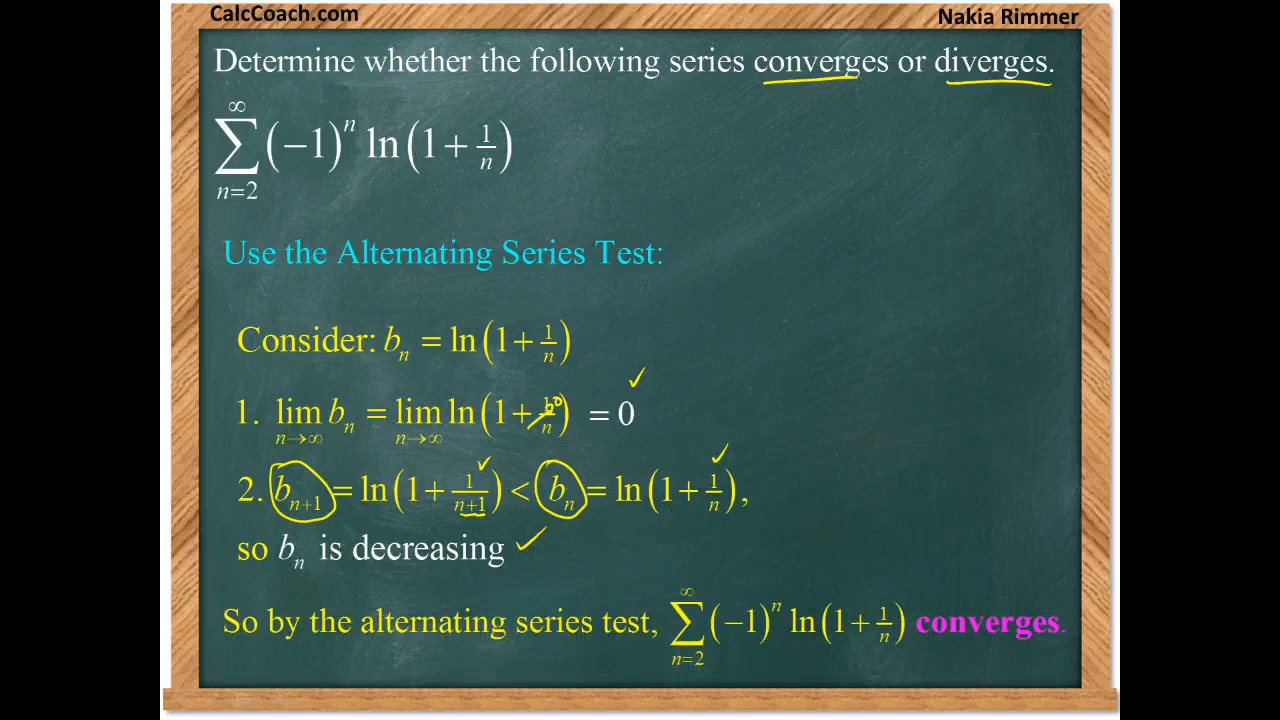 CalcCoach.com
Nakia Rimmer
Determine whether the following series converges or diverges.
∑_{n=2}^{∞} (−1)^n ln(1 + 1/n)
Use the Alternating Series Test:
Consider: b_n = ln(1 + 1/n)
1. lim_{n→∞} b_n = lim_{n→∞} ln(1 + 1/n) = 0 ✓
2. b_{n+1} = ln(1 + 1/(n+1)) ✓ < b_n = ln(1 + 1/n) ✓,
so b_n is decreasing ✓
So by the alternating series test, ∑_{n=2}^{∞} (−1)^n ln(1 + 1/n) converges.